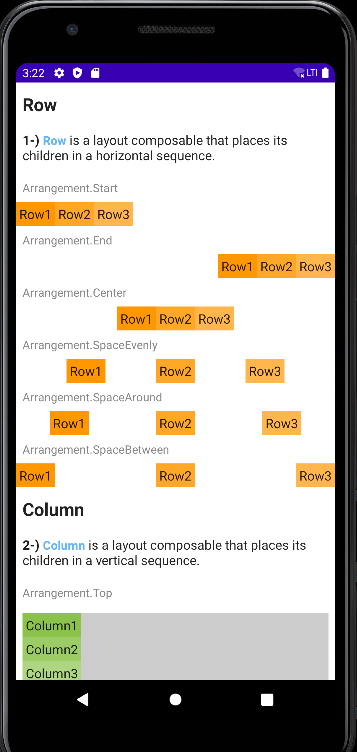 3:22 LTE
Row
1-) Row is a layout composable that places its
children in a horizontal sequence.
Arrangement.Start
Row1 Row2 Row3
Arrangement.End
Row1 Row2 Row3
Arrangement.Center
Row1 Row2 Row3
Arrangement.SpaceEvenly
Row1 Row2 Row3
Arrangement.SpaceAround
Row1 Row2 Row3
Arrangement.SpaceBetween
Row1 Row2 Row3
Column
2-) Column is a layout composable that places its
children in a vertical sequence.
Arrangement.Top
Column1
Column2
Column3